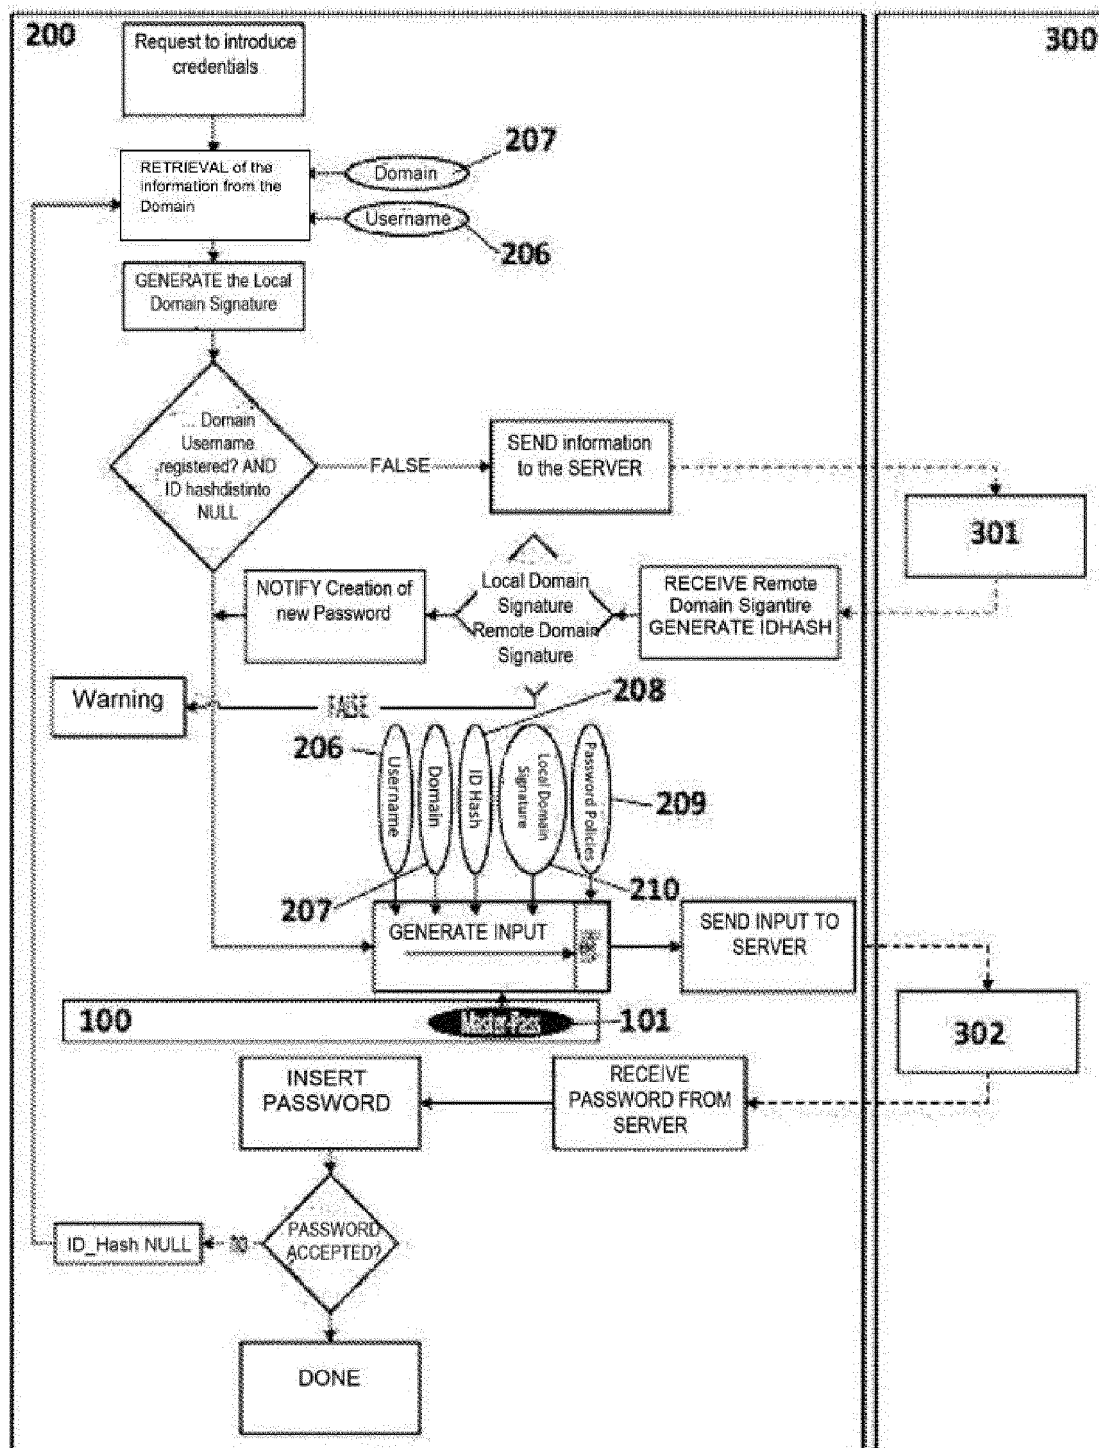 200
300
Request to introduce
credentials
207
RETRIEVAL of the
information from the
Domain
Domain
Username
206
GENERATE the Local
Domain Signature
... Domain
Username
registered? AND
ID hashdistinto
NULL
FALSE
SEND information
to the SERVER
301
NOTIFY Creation of
new Password
Local Domain
Signature
Remote Domain
Signature
RECEIVE Remote
Domain Sigantire
GENERATE IDHASH
Warning
FALSE
208
206
Username
Domain
ID Hash
Local Domain
Signature
Password Policies
209
207
210
GENERATE INPUT
SEND INPUT TO
SERVER
100
Master Pass
101
302
INSERT
PASSWORD
RECEIVE
PASSWORD FROM
SERVER
PASSWORD
ACCEPTED?
ID_Hash NULL
DONE